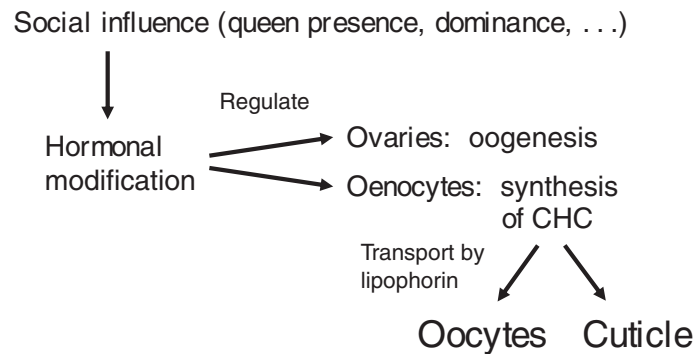 Social influence (queen presence, dominance, . . .)
Regulate
Hormonal
modification
Ovaries: oogenesis
Oenocytes: synthesis
of CHC
Transport by
lipophorin
Oocytes Cuticle